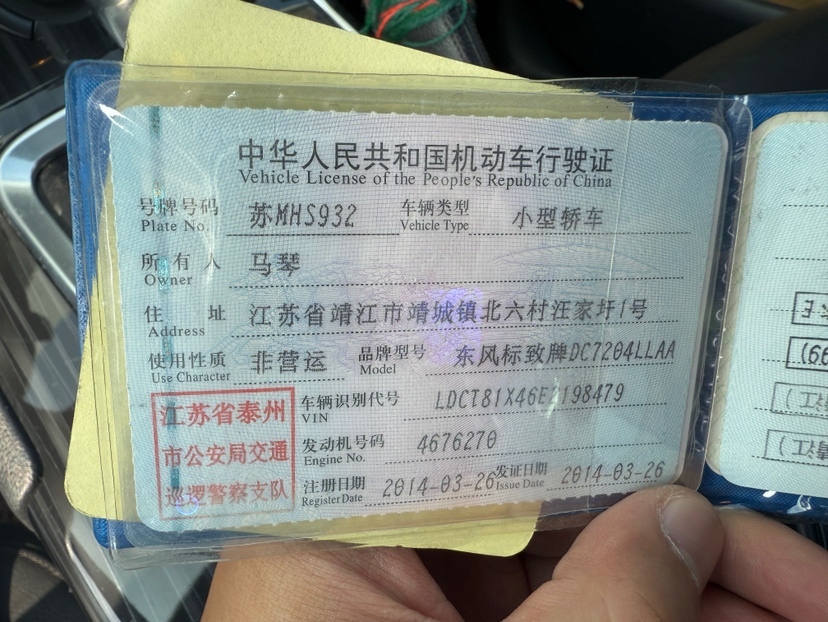 中华人民共和国机动车行驶证
Vehicle License of the People's Republic of China
号牌号码 苏MHS932 车辆类型 小型轿车
Plate No. Vehicle Type
所有人 马琴
Owner
住址 江苏省靖江市靖城镇北六村汪家圩1号
Address
使用性质 非营运 品牌型号 东风标致牌DC7204LLAA
Use Character Model
江苏省泰州
市公安局交通
巡逻警察支队
车辆识别代号
VIN
发动机号码 4676270
Engine No.
注册日期 2014-03-26 发证日期 2014-03-26
Register Date Issue Date